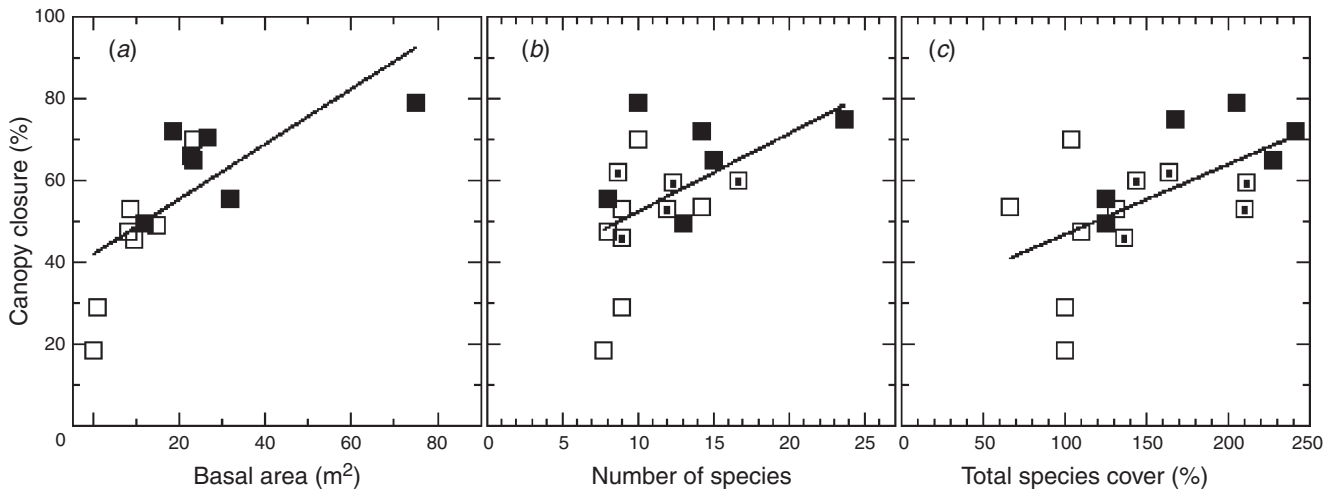 100
80
60
40
20
0
Canopy closure (%)
(a)
(b)
(c)
20 40 60 80
0 5 10 15 20 25
0 50 100 150 200 250
Basal area (m²)
Number of species
Total species cover (%)